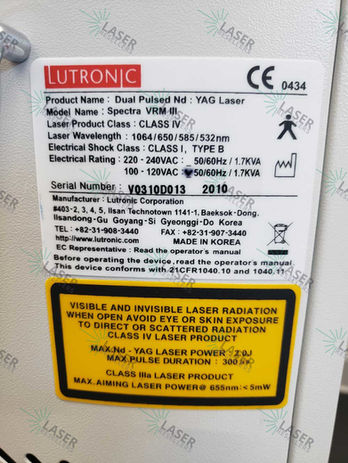 LUTRONIC
CE 0434
Product Name : Dual Pulsed Nd : YAG Laser
Model Name : Spectra VRM III
Laser Product Class : CLASS IV
Laser Wavelength : 1064/650/585/532nm
Electrical Shock Class : CLASS I, TYPE B
Electrical Rating : 220 - 240VAC : 50/60Hz / 1.7KVA
100 - 120VAC : 50/60Hz / 1.7KVA
Serial Number : V0310D013 2010
Manufacturer : Lutronic Corporation
#403-2, 3, 4, 5, Ilsan Technotown 1141-1, Baeksok-Dong,
Ilsandong-Gu Goyang-Si Gyeonggi-Do Korea
TEL : +82-31-908-3440 FAX : +82-31-907-3440
http://www.lutronic.com MADE IN KOREA
EC Representative : Read the operator's manual
Before operating the device, read the operator's manual
This device conforms with 21CFR1040.10 and 1040.11
VISIBLE AND INVISIBLE LASER RADIATION
WHEN OPEN AVOID EYE OR SKIN EXPOSURE
TO DIRECT OR SCATTERED RADIATION
CLASS IV LASER PRODUCT
MAX.Nd - YAG LASER POWER : 2.0J
MAX.PULSE DURATION : 300
CLASS IIIa LASER PRODUCT
MAX.AIMING LASER POWER@ 655nm:<5mW
LASER